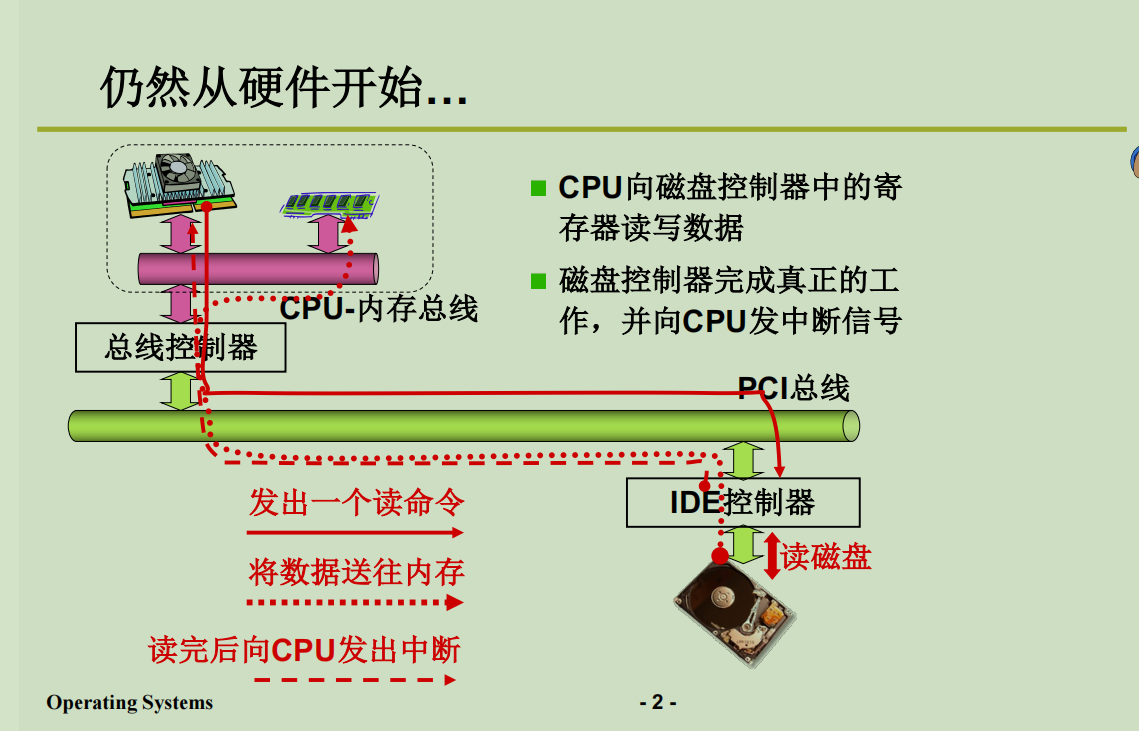 仍然从硬件开始…
CPU向磁盘控制器中的寄
存器读写数据
磁盘控制器完成真正的工
作，并向CPU发中断信号
CPU-内存总线
总线控制器
PCI总线
IDE控制器
读磁盘
发出一个读命令
将数据送往内存
读完后向CPU发出中断
Operating Systems
- 2 -